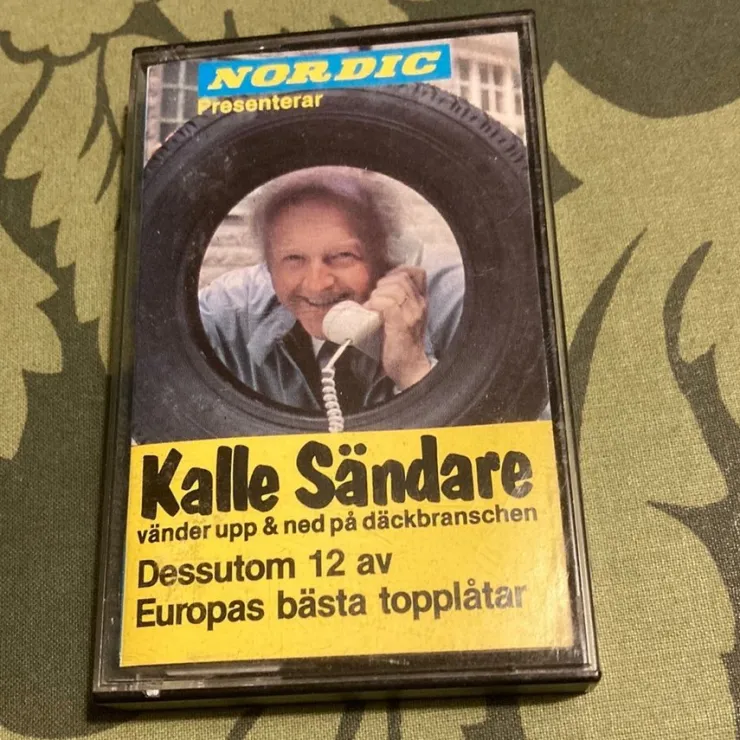 NORDIC
Presenterar
Kalle Sändare
vänder upp & ned på däckbranschen
Dessutom 12 av
Europas bästa topplåtar